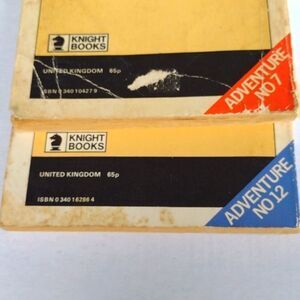 KNIGHT
BOOKS
UNITED KINGDOM 65p
ISBN 0 340 10427 9
ADVENTURE
NO 7
KNIGHT
BOOKS
UNITED KINGDOM 65p
ISBN 0 340 16286 4
ADVENTURE
NO 12